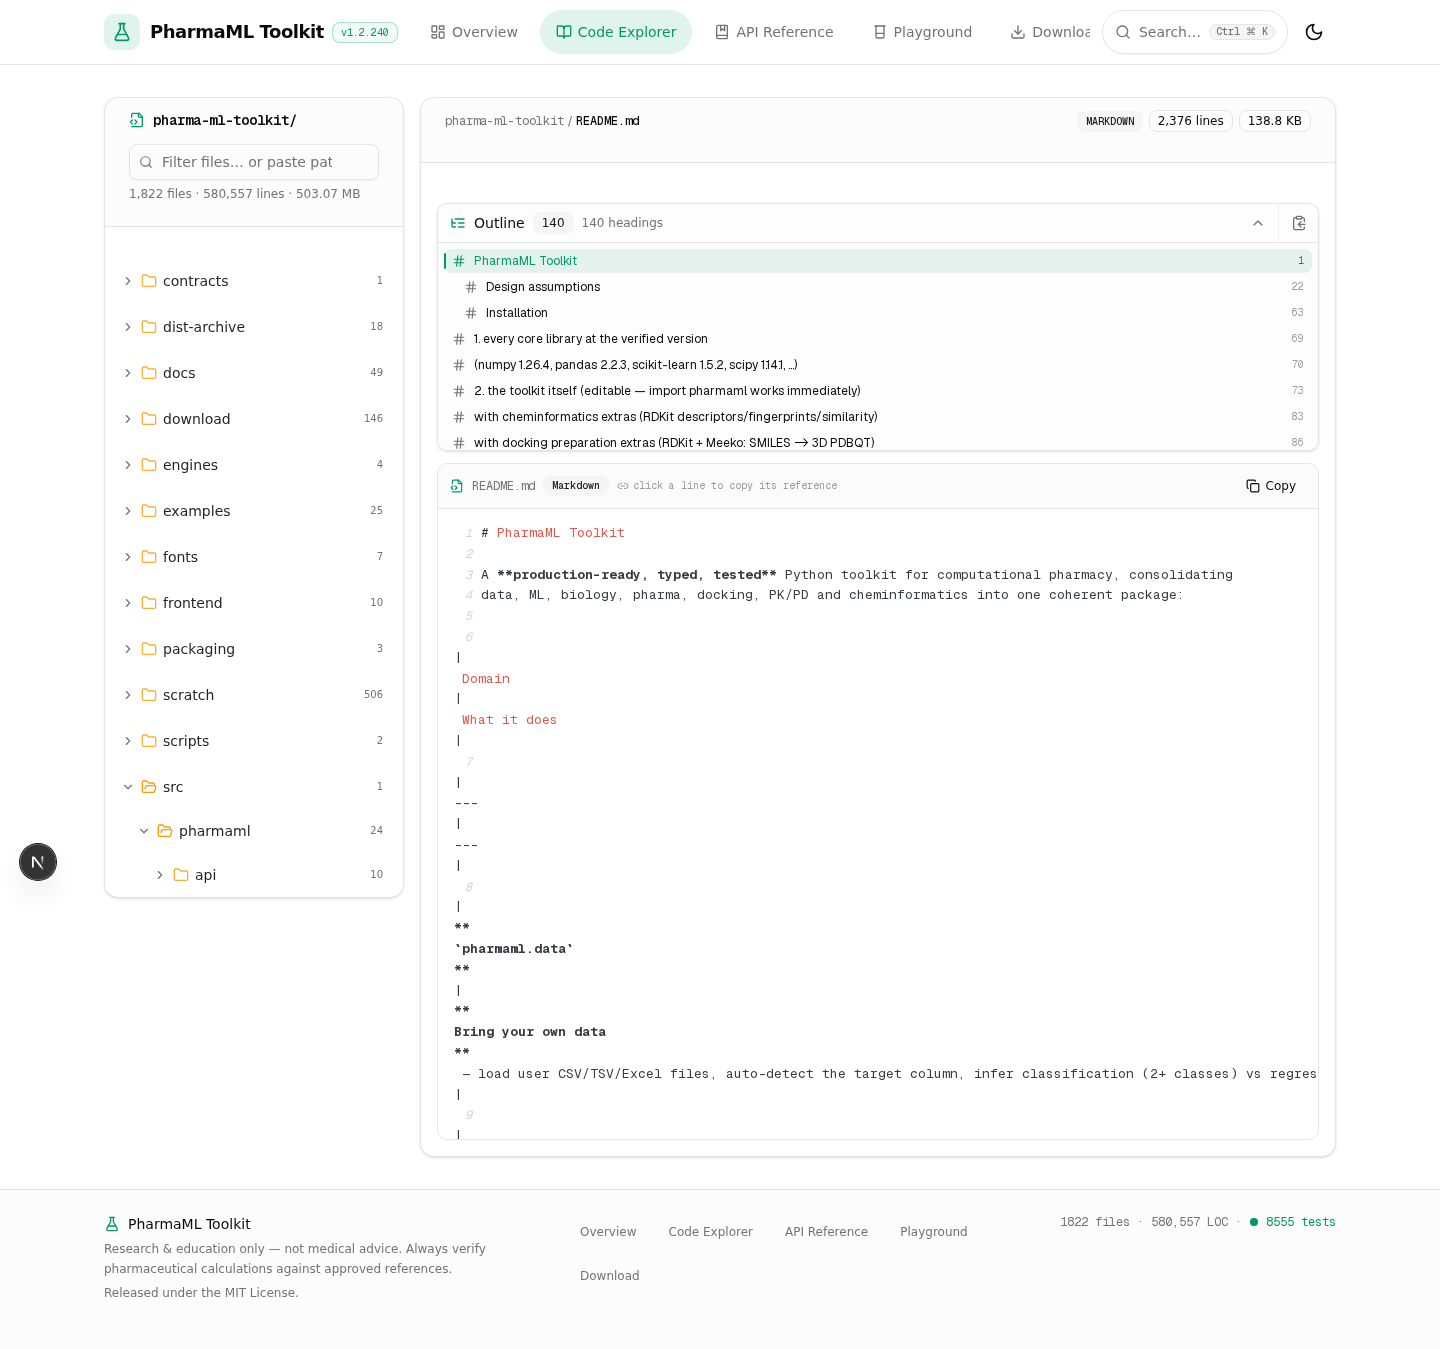 PharmaML Toolkit v1.2.240 Overview Code Explorer API Reference Playground Downloa Search... Ctrl ⌘ K
pharma-ml-toolkit/
Filter files... or paste pat
1,822 files · 580,557 lines · 503.07 MB
contracts 1
dist-archive 18
docs 49
download 146
engines 4
examples 25
fonts 7
frontend 10
packaging 3
scratch 506
scripts 2
src 1
pharmaml 24
api 10
N
pharma-ml-toolkit / README.md MARKDOWN 2,376 lines 138.8 KB
Outline 140 140 headings
# PharmaML Toolkit 1
# Design assumptions 22
# Installation 63
# 1. every core library at the verified version 69
# (numpy 1.26.4, pandas 2.2.3, scikit-learn 1.5.2, scipy 1.14.1, ...) 70
# 2. the toolkit itself (editable — import pharmaml works immediately) 73
# with cheminformatics extras (RDKit descriptors/fingerprints/similarity) 83
# with docking preparation extras (RDKit + Meeko: SMILES —> 3D PDBQT) 86
README.md Markdown click a line to copy its reference Copy
1 # PharmaML Toolkit
2
3 A **production-ready, typed, tested** Python toolkit for computational pharmacy, consolidating
4 data, ML, biology, pharma, docking, PK/PD and cheminformatics into one coherent package:
5
6
|
Domain
|
What it does
|
7
|
---
|
---
|
8
|
**
`pharmaml.data`
**
|
**
Bring your own data
**
— load user CSV/TSV/Excel files, auto-detect the target column, infer classification (2+ classes) vs regres
|
9
|
PharmaML Toolkit
Research & education only — not medical advice. Always verify
pharmaceutical calculations against approved references.
Released under the MIT License.
Overview Code Explorer API Reference Playground
Download
1822 files · 580,557 LOC · 8555 tests